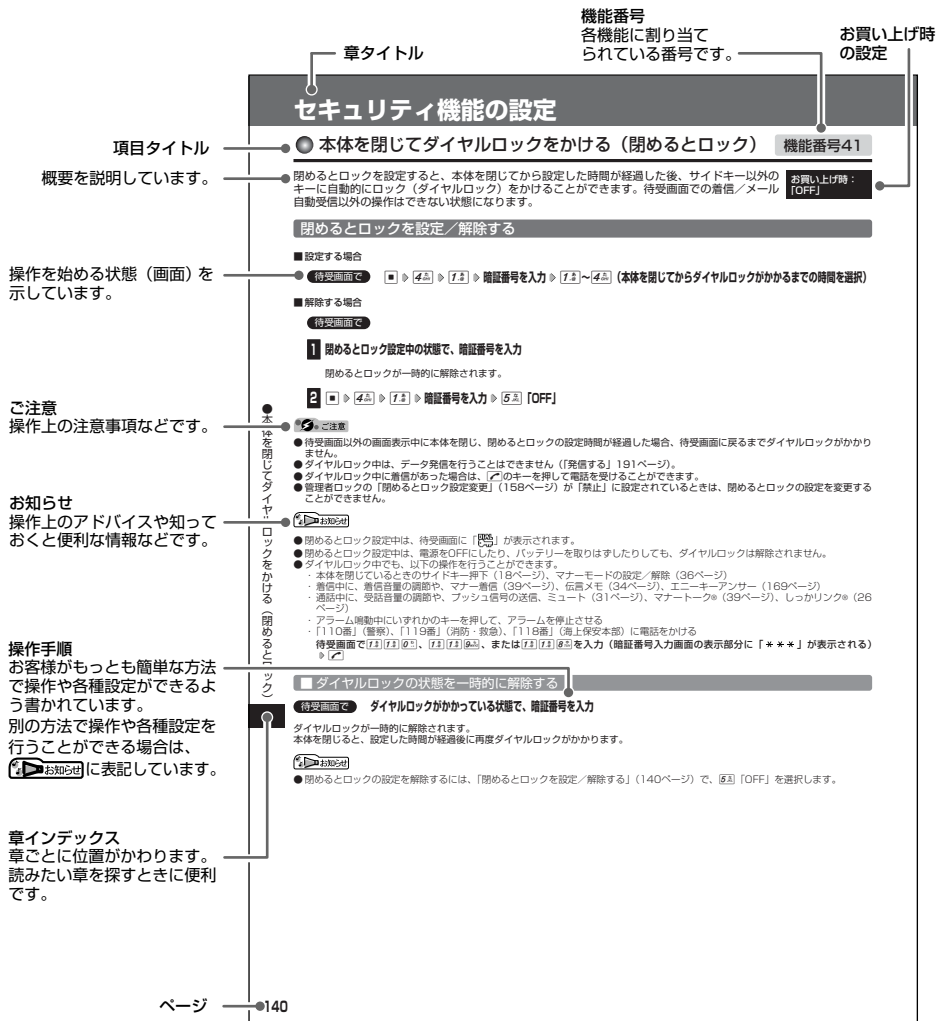 機能番号
各機能に割り当て
られている番号です。
お買い上げ時
の設定
章タイトル
セキュリティ機能の設定
項目タイトル
本体を閉じてダイヤルロックをかける（閉めるとロック）
機能番号41
概要を説明しています。
閉めるとロックを設定すると、本体を閉じてから設定した時間が経過した後、サイドキー以外の
キーに自動的にロック（ダイヤルロック）をかけることができます。待受画面での着信／メール
自動受信以外の操作はできない状態になります。
お買い上げ時：
「OFF」
閉めるとロックを設定／解除する
■設定する場合
操作を始める状態（画面）を
示しています。
待受画面で ■ ▷ 4 ▷ 1 ▷ 暗証番号を入力 ▷ 1～4（本体を閉じてからダイヤルロックがかかるまでの時間を選択）
■解除する場合
待受画面で
1 閉めるとロック設定中の状態で、暗証番号を入力
閉めるとロックが一時的に解除されます。
2 ■ ▷ 4 ▷ 1 ▷ 暗証番号を入力 ▷ 5「OFF」
ご注意
操作上の注意事項などです。
ご注意
●待受画面以外の画面表示中に本体を閉じ、閉めるとロックの設定時間が経過した場合、待受画面に戻るまでダイヤルロックがかかり
ません。
●ダイヤルロック中は、データ発信を行うことはできません（「発信する」191ページ）。
●ダイヤルロック中に着信があった場合は、のキーを押して電話を受けることができます。
●管理者ロックの「閉めるとロック設定変更」（158ページ）が「禁止」に設定されているときは、閉めるとロックの設定を変更する
ことができません。
お知らせ
操作上のアドバイスや知って
おくと便利な情報などです。
お知らせ
●閉めるとロック設定中は、待受画面に「」が表示されます。
●閉めるとロック設定中は、電源をOFFにしたり、バッテリーを取りはずしたりしても、ダイヤルロックは解除されません。
●ダイヤルロック中でも、以下の操作を行うことができます。
・本体を閉じているときのサイドキー押下（18ページ）、マナーモードの設定／解除（36ページ）
・着信中に、着信音量の調節や、マナー着信（39ページ）、伝言メモ（34ページ）、エニーキーアンサー（169ページ）
・通話中に、受話音量の調節や、プッシュ信号の送信、ミュート（31ページ）、マナートーク®（39ページ）、しっかりリンク®（26
ページ）
・アラーム鳴動中にいずれかのキーを押して、アラームを停止させる
・「110番」（警察）、「119番」（消防・救急）、「118番」（海上保安本部）に電話をかける
待受画面で110、119、または118を入力（暗証番号入力画面の表示部分に「＊＊＊」が表示される）
▷
操作手順
お客様がもっとも簡単な方法
で操作や各種設定ができるよ
う書かれています。
別の方法で操作や各種設定を
行うことができる場合は、
お知らせに表記しています。
■ダイヤルロックの状態を一時的に解除する
待受画面で ダイヤルロックがかかっている状態で、暗証番号を入力
ダイヤルロックが一時的に解除されます。
本体を閉じると、設定した時間が経過後に再度ダイヤルロックがかかります。
お知らせ
●閉めるとロックの設定を解除するには、「閉めるとロックを設定／解除する」（140ページ）で、5「OFF」を選択します。
章インデックス
章ごとに位置がかわります。
読みたい章を探すときに便利
です。
ページ
140